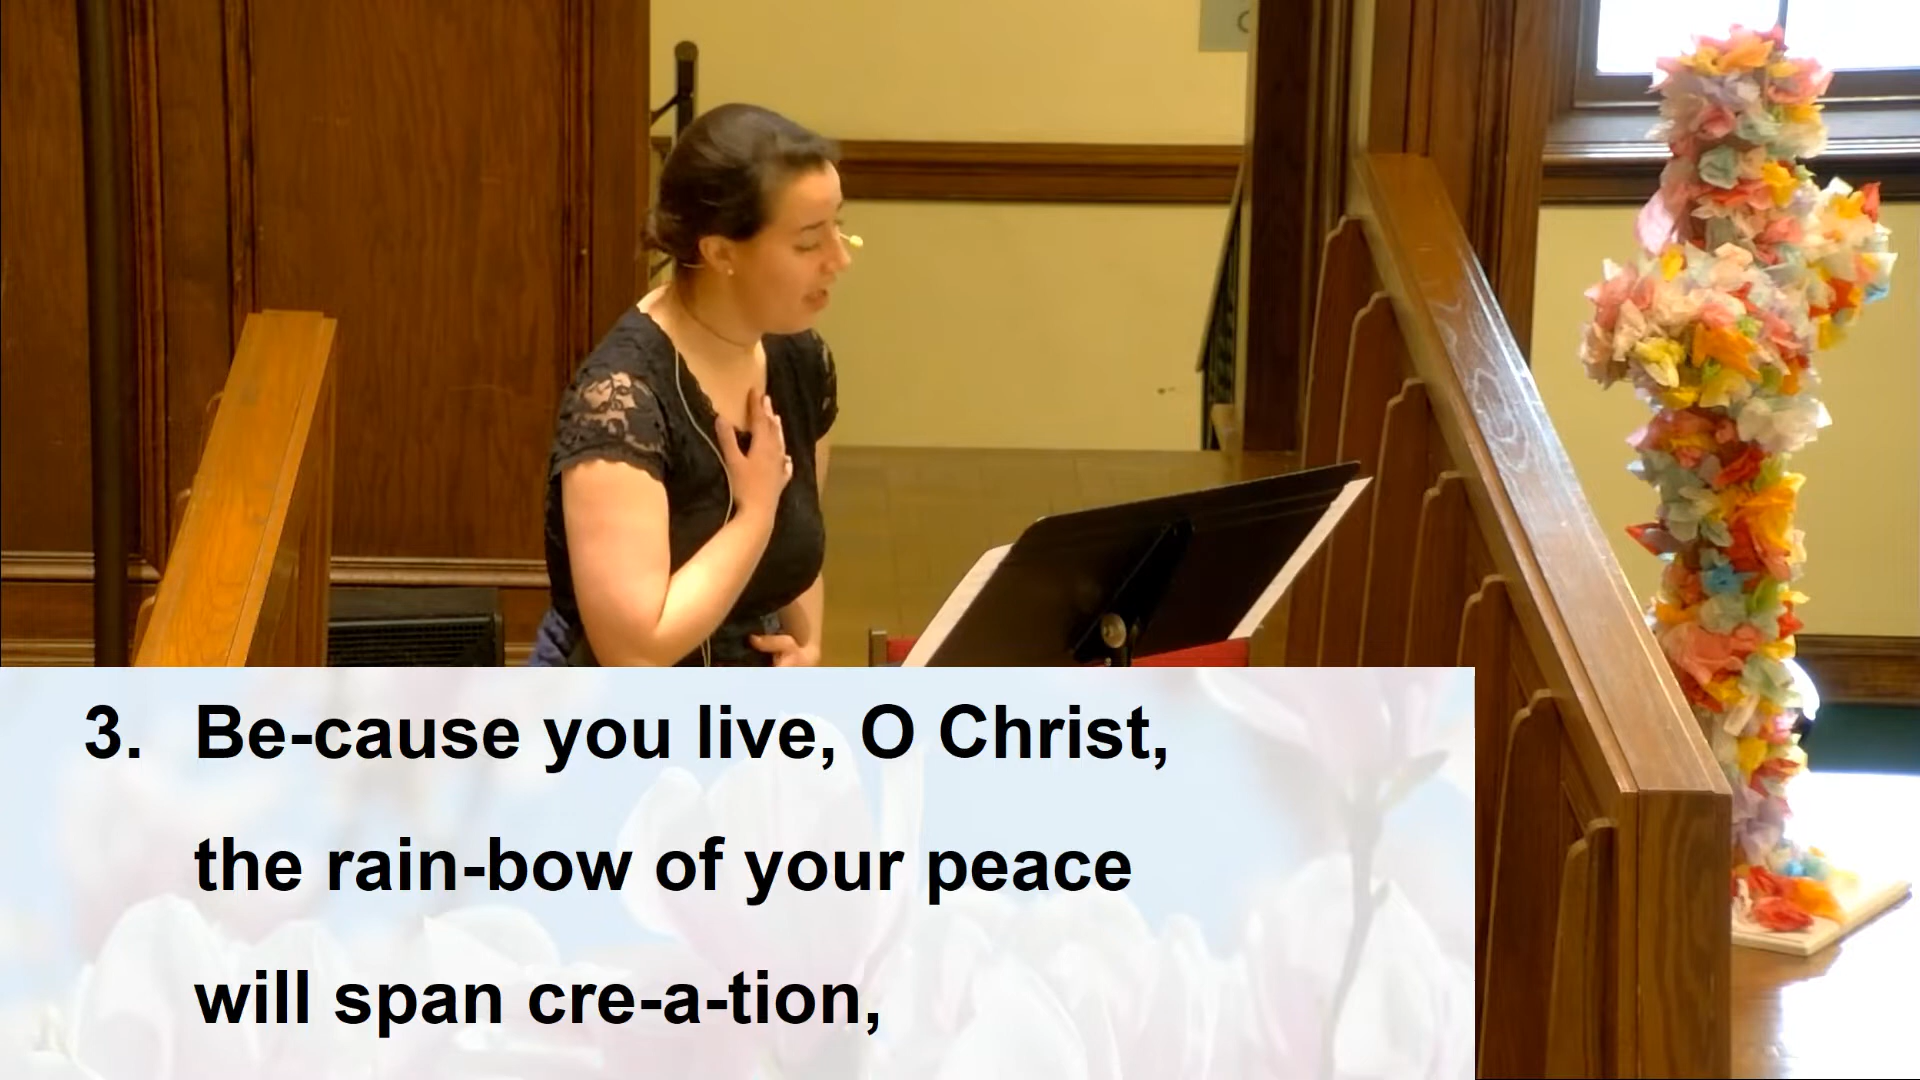 3. Be-cause you live, O Christ,
the rain-bow of your peace
will span cre-a-tion,